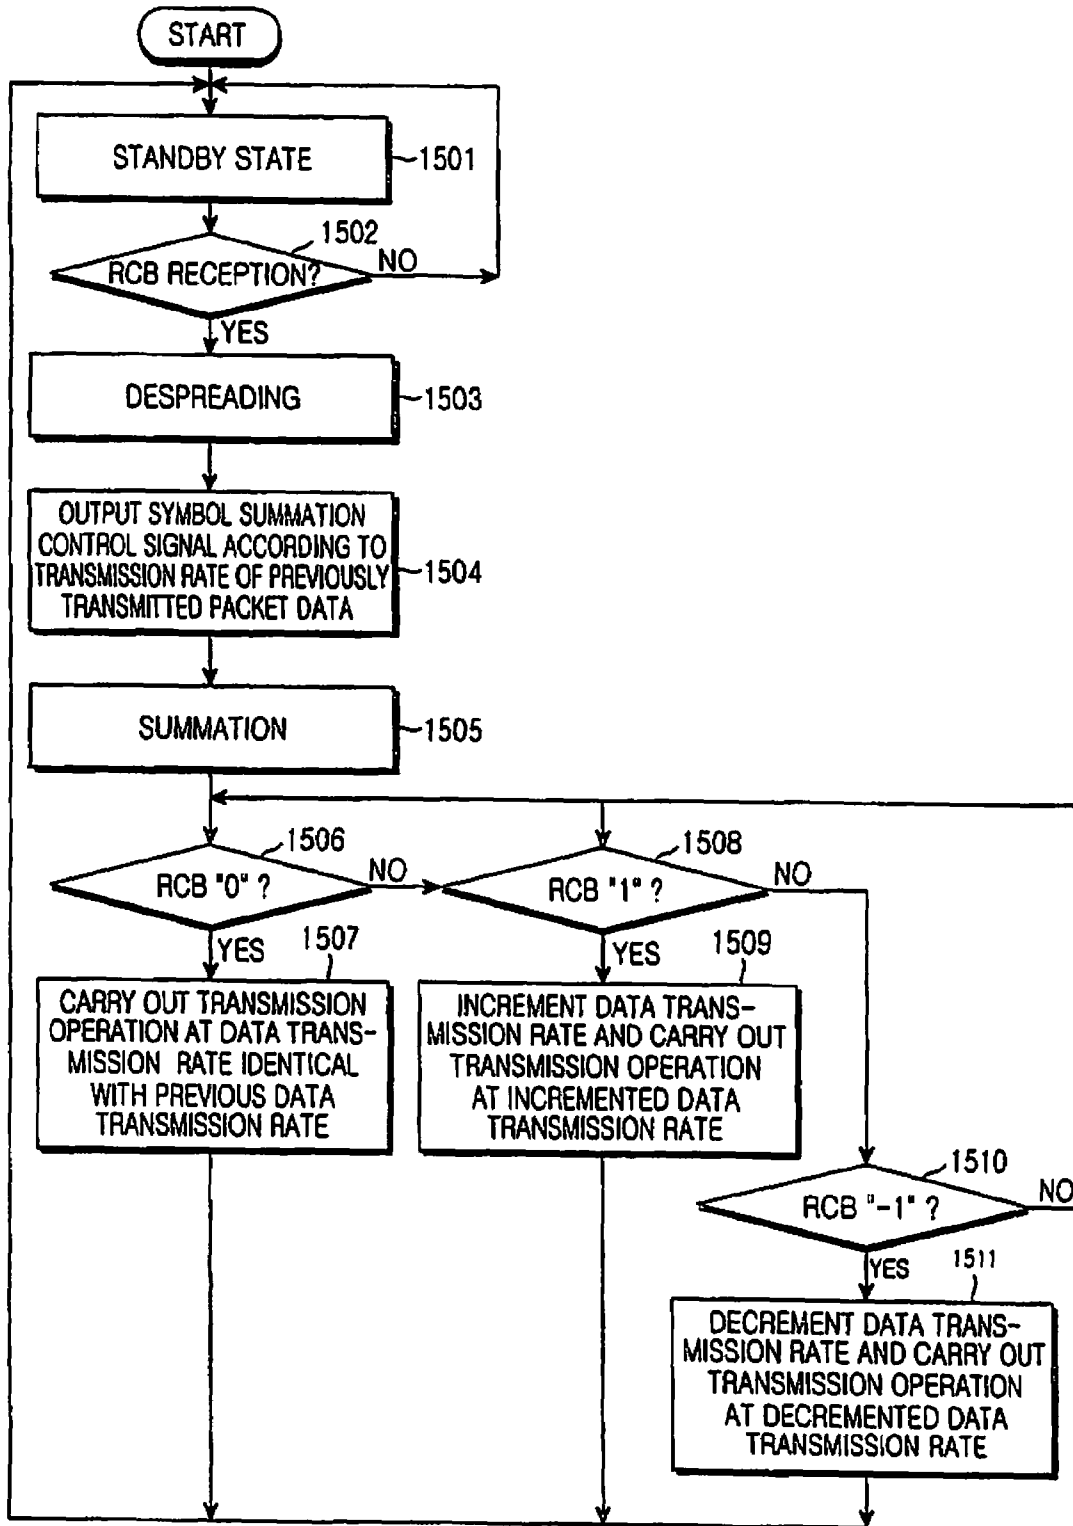 START
STANDBY STATE
1501
1502
RCB RECEPTION?
NO
YES
DESPREADING
1503
OUTPUT SYMBOL SUMMATION
CONTROL SIGNAL ACCORDING TO
TRANSMISSION RATE OF PREVIOUSLY
TRANSMITTED PACKET DATA
1504
SUMMATION
1505
1506
RCB "0" ?
NO
YES
1508
RCB "1" ?
NO
YES
1507
CARRY OUT TRANSMISSION
OPERATION AT DATA TRANS-
MISSION RATE IDENTICAL
WITH PREVIOUS DATA
TRANSMISSION RATE
1509
INCREMENT DATA TRANS-
MISSION RATE AND CARRY OUT
TRANSMISSION OPERATION
AT INCREMENTED DATA
TRANSMISSION RATE
1510
RCB "-1" ?
NO
YES
1511
DECREMENT DATA TRANS-
MISSION RATE AND CARRY OUT
TRANSMISSION OPERATION
AT DECREMENTED DATA
TRANSMISSION RATE